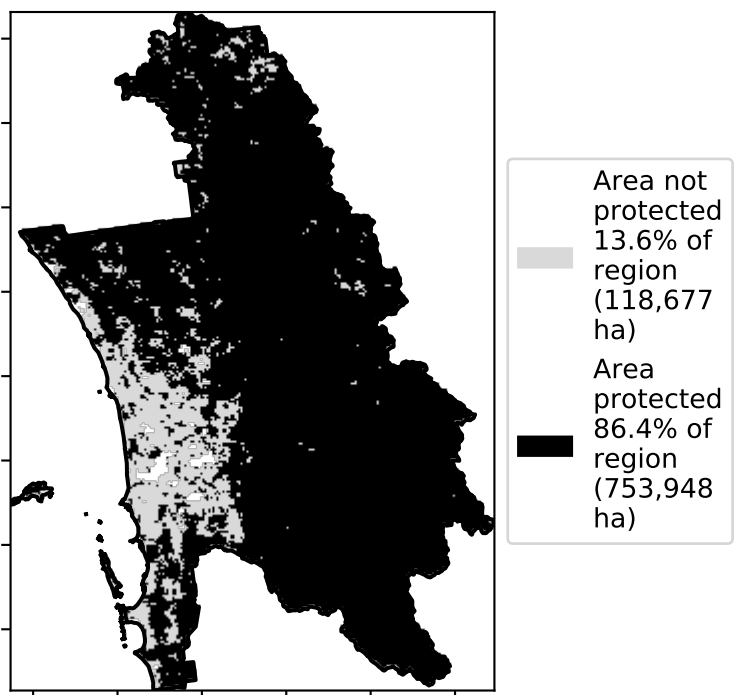 Area not
protected
13.6% of
region
(118,677
ha)
Area
protected
86.4% of
region
(753,948
ha)